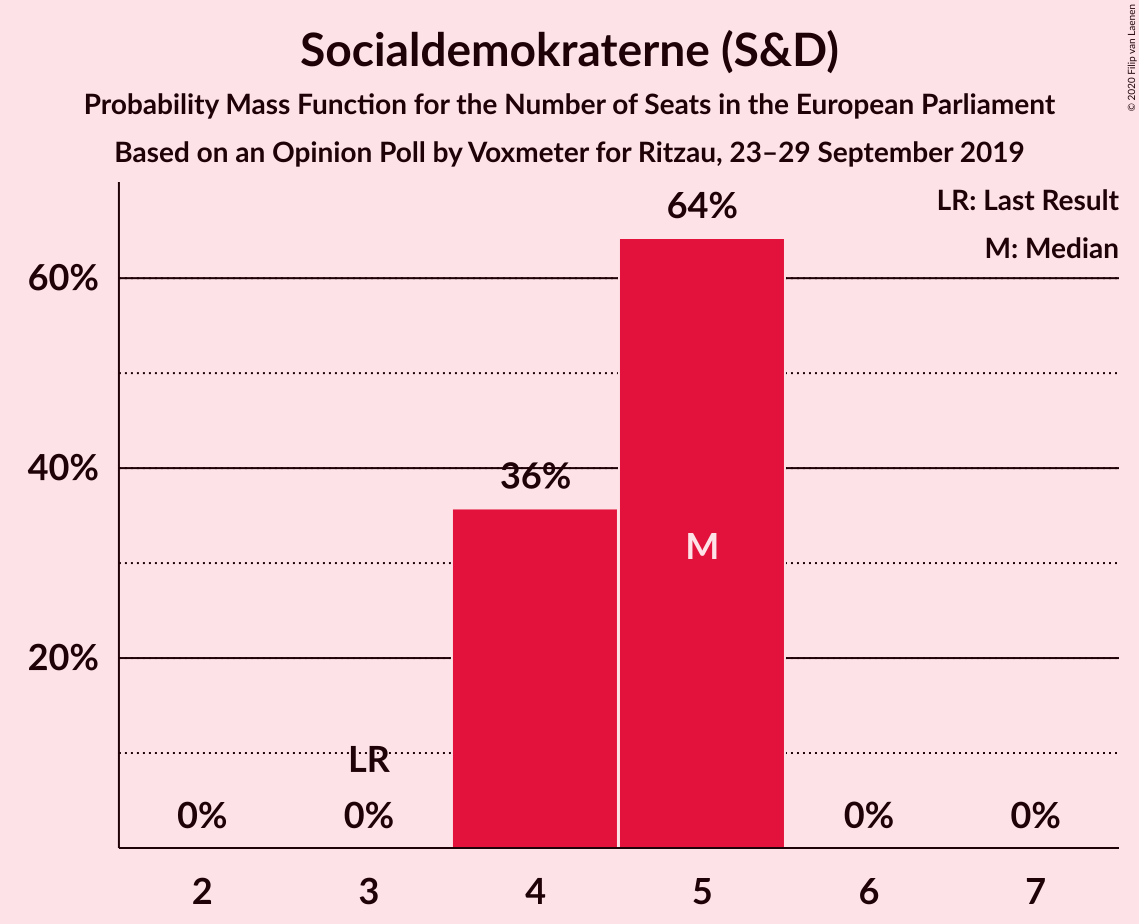 Socialdemokraterne (S&D)
Probability Mass Function for the Number of Seats in the European Parliament
Based on an Opinion Poll by Voxmeter for Ritzau, 23–29 September 2019
© 2020 Filip van Laenen
LR: Last Result
M: Median
60%
40%
20%
0%
LR
0%
36%
64%
M
0%
0%
2
3
4
5
6
7